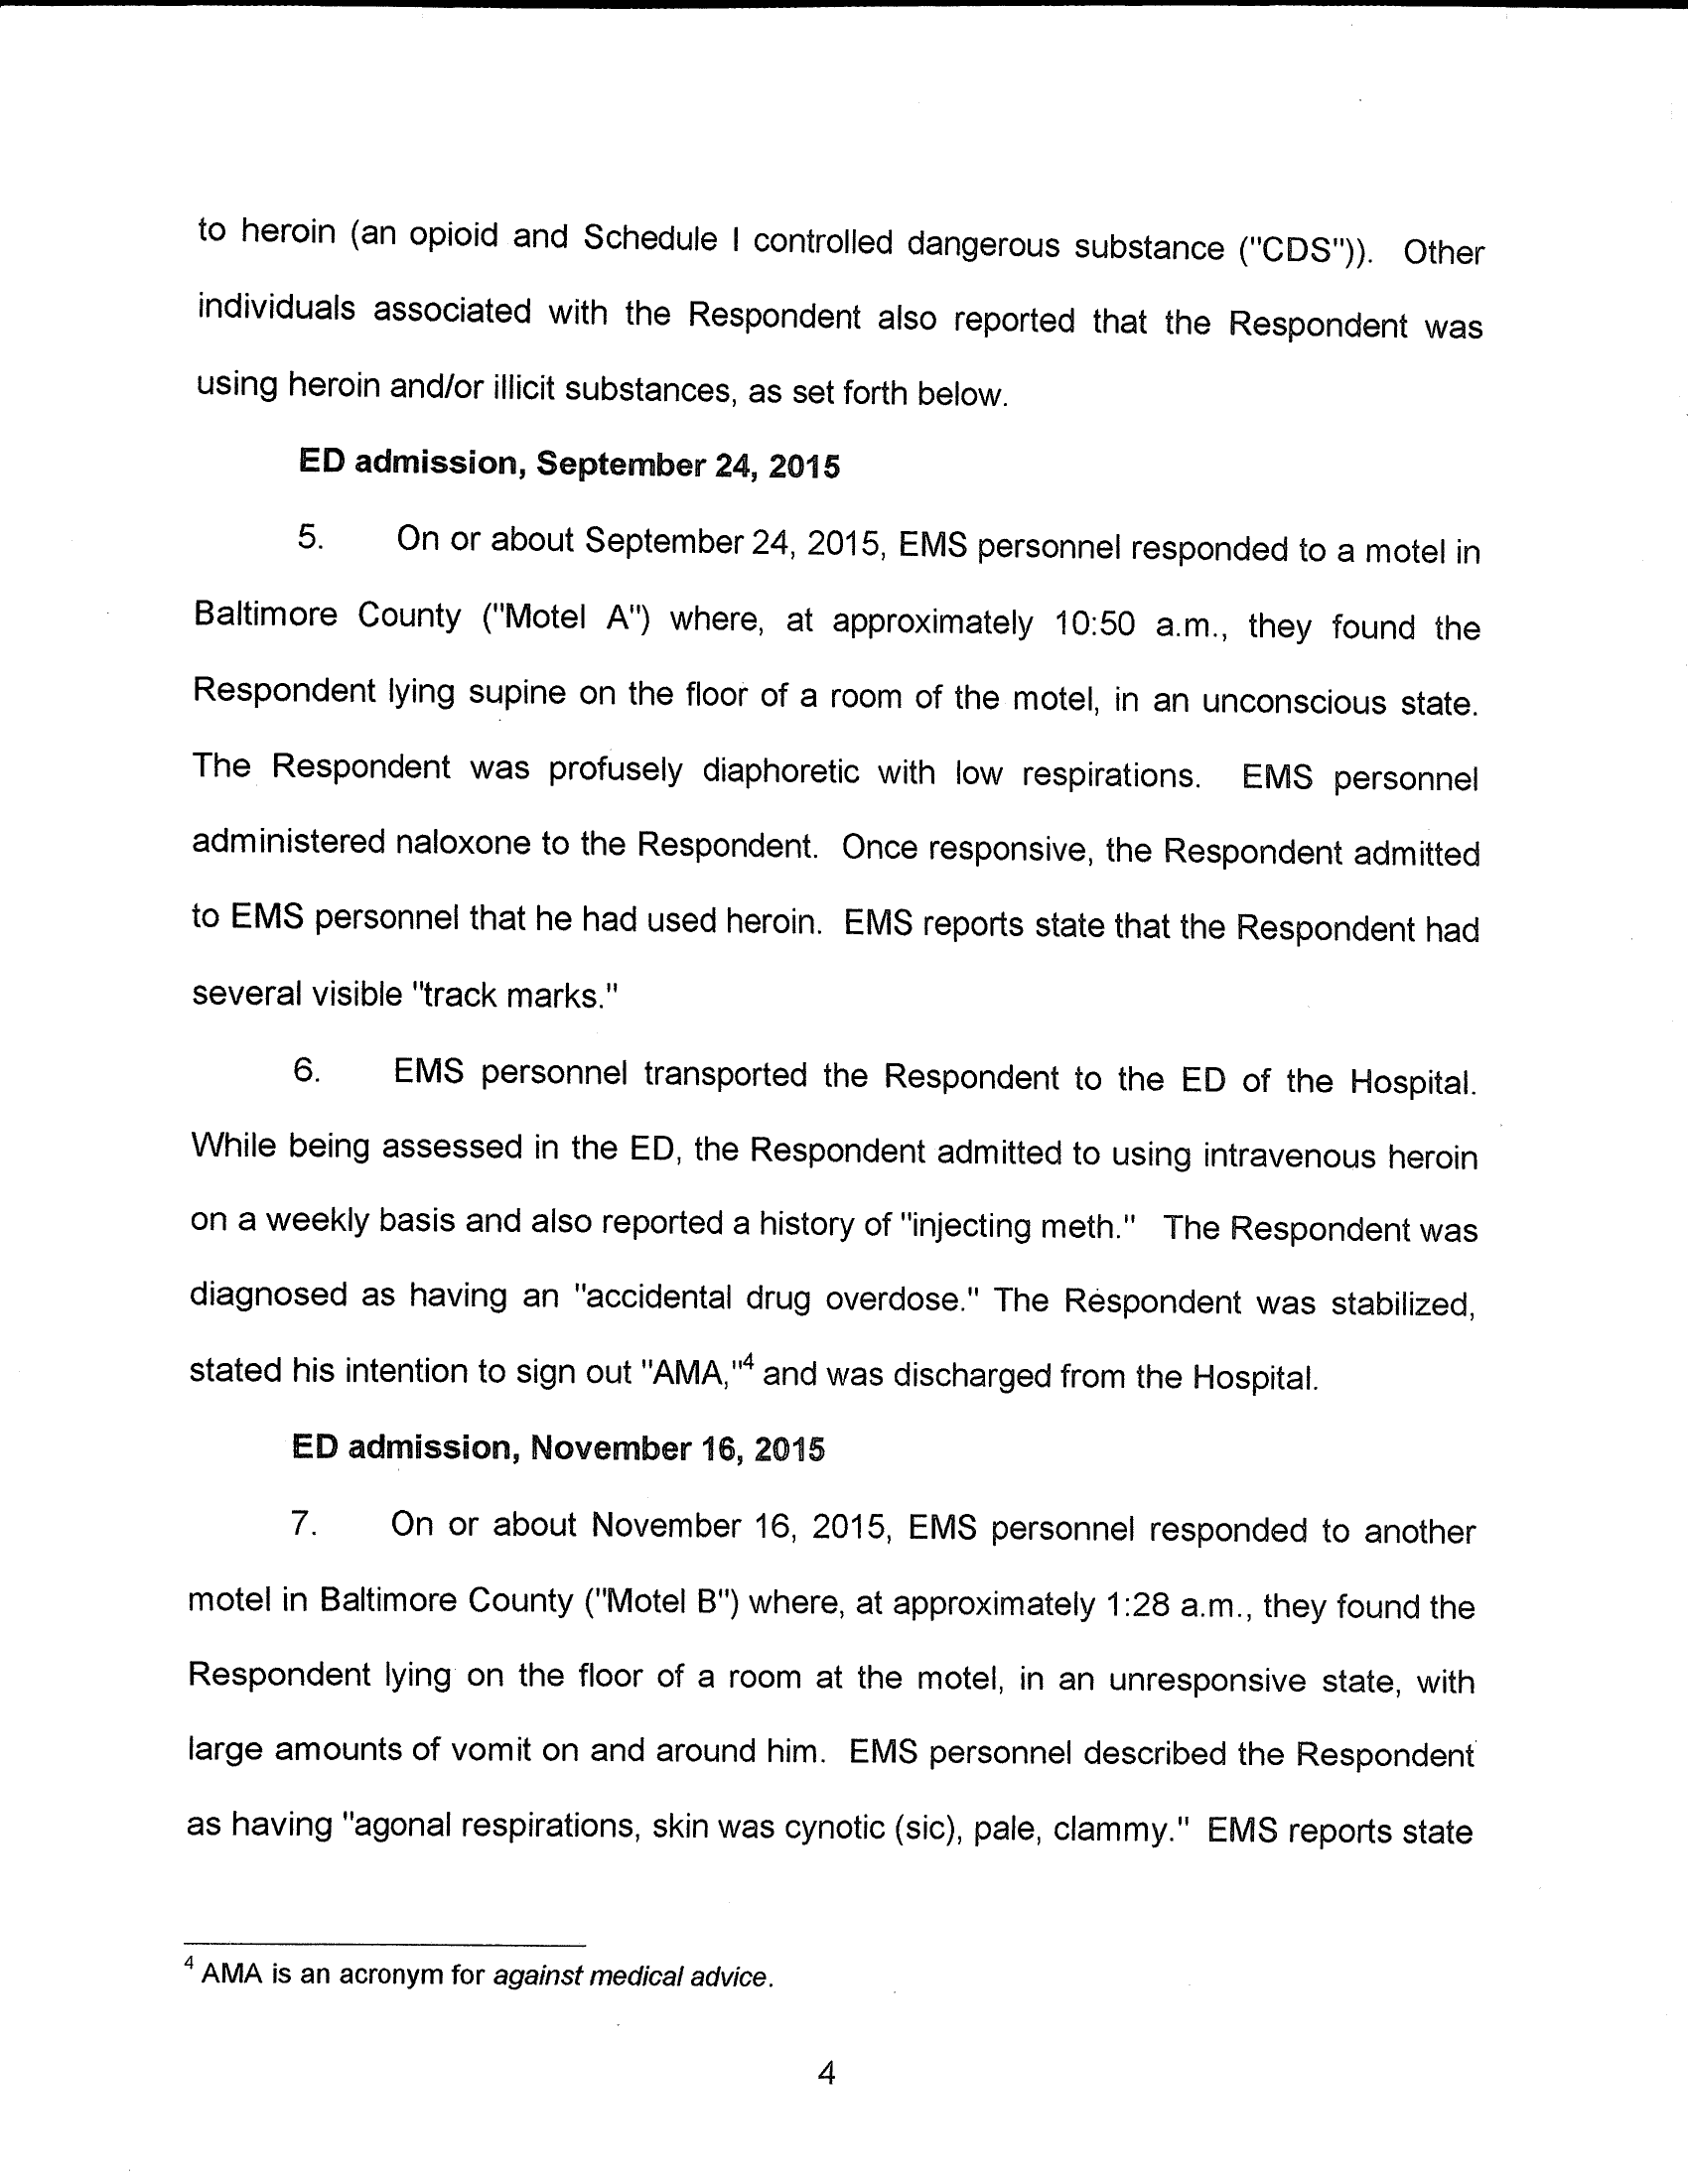 to heroin (an opioid and Schedule I controlled dangerous substance ("CDS")). Other
individuals associated with the Respondent also reported that the Respondent was
using heroin and/or illicit substances, as set forth below.
ED admission, September 24, 2015
5. On or about September 24, 2015, EMS personnel responded to a motel in
Baltimore County ("Motel A") where, at approximately 10:50 a.m., they found the
Respondent lying supine on the floor of a room of the motel, in an unconscious state.
The Respondent was profusely diaphoretic with low respirations. EMS personnel
administered naloxone to the Respondent. Once responsive, the Respondent admitted
to EMS personnel that he had used heroin. EMS reports state that the Respondent had
several visible "track marks."
6. EMS personnel transported the Respondent to the ED of the Hospital.
While being assessed in the ED, the Respondent admitted to using intravenous heroin
on a weekly basis and also reported a history of "injecting meth." The Respondent was
diagnosed as having an "accidental drug overdose." The Respondent was stabilized,
stated his intention to sign out "AMA,"4 and was discharged from the Hospital.
ED admission, November 16, 2015
7. On or about November 16, 2015, EMS personnel responded to another
motel in Baltimore County ("Motel B") where, at approximately 1:28 a.m., they found the
Respondent lying on the floor of a room at the motel, in an unresponsive state, with
large amounts of vomit on and around him. EMS personnel described the Respondent
as having "agonal respirations, skin was cynotic (sic), pale, clammy." EMS reports state
4 AMA is an acronym for against medical advice.
4